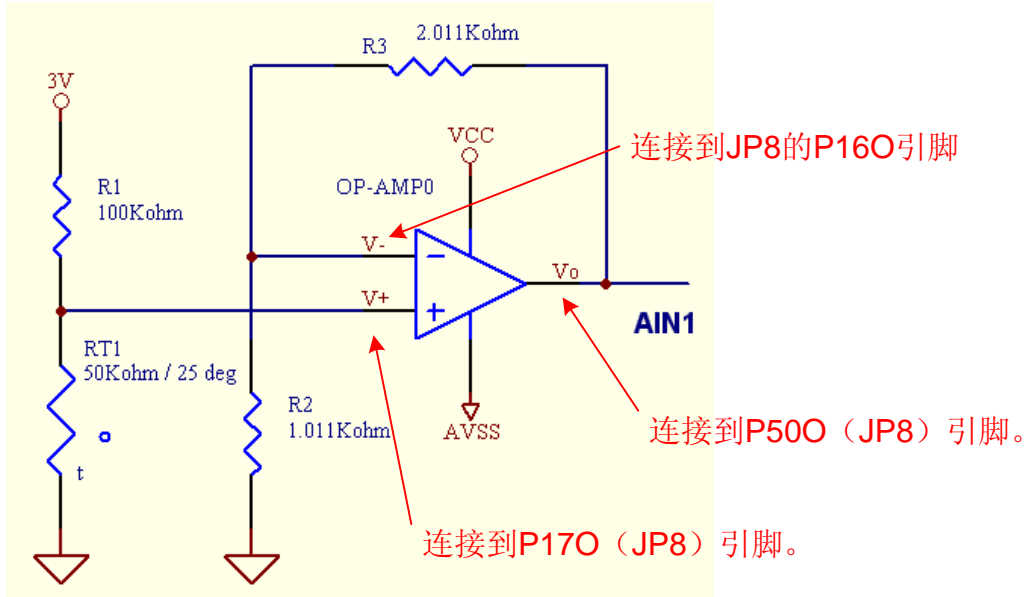 R3
2.011Kohm
3V
VCC
连接到JP8的P16O引脚
R1
100Kohm
OP-AMP0
V-
V+
Vo
AIN1
RT1
50Kohm / 25 deg
R2
1.011Kohm
AVSS
连接到P50O（JP8）引脚。
t
连接到P17O（JP8）引脚。